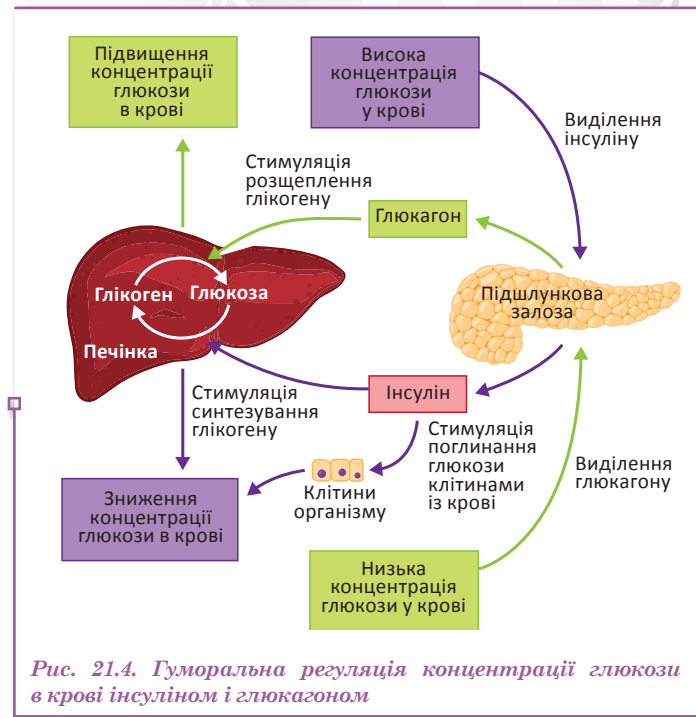 Підвищення
концентрації
глюкози
в крові
Висока
концентрація
глюкози
у крові
Виділення
інсуліну
Стимуляція
розщеплення
глікогену
Глюкагон
Глікоген
Глюкоза
Печінка
Підшлункова
залоза
Стимуляція
синтезування
глікогену
Інсулін
Стимуляція
поглинання
глюкози
клітинами
із крові
Виділення
глюкагону
Клітини
організму
Зниження
концентрації
глюкози в крові
Низька
концентрація
глюкози у крові
Рис. 21.4. Гуморальна регуляція концентрації глюкози
в крові інсуліном і глюкагоном